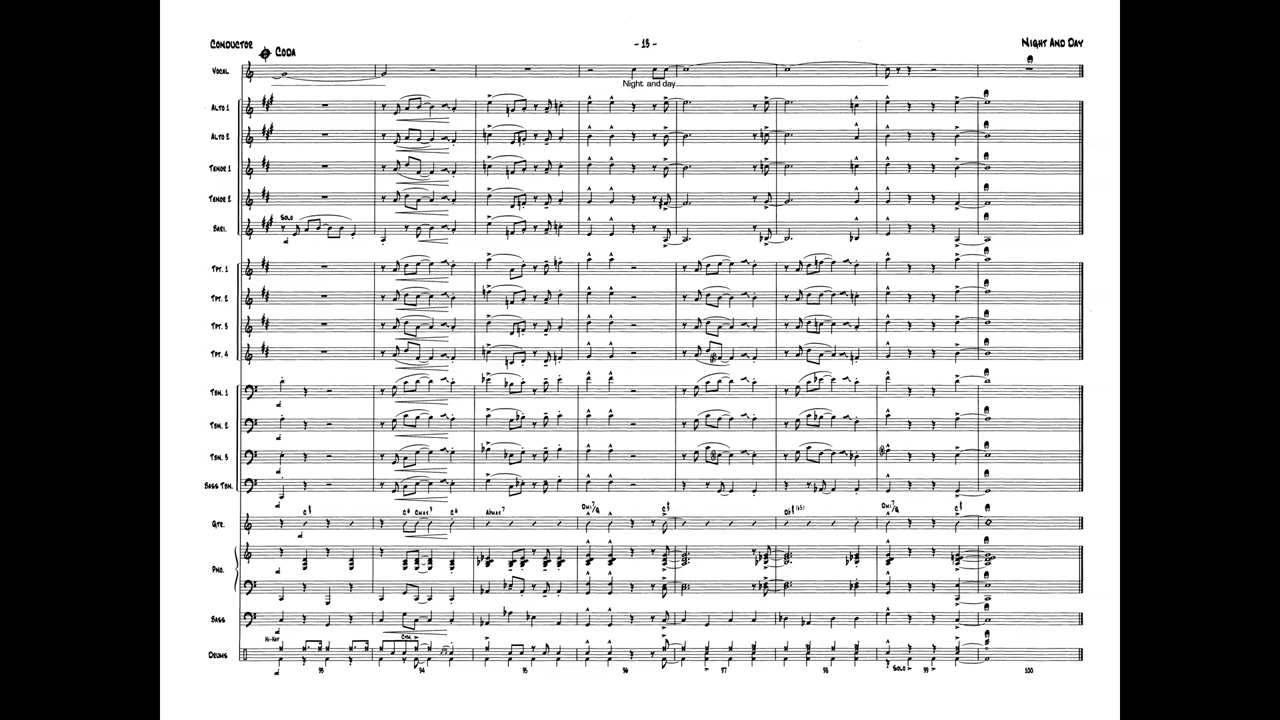 Conductor - 15 - Night And Day
Coda
Vocal
Night and day
Alto 1
Alto 2
Tenor 1
Tenor 2
Solo
Bari.
Tpt. 1
Tpt. 2
Tpt. 3
Tpt. 4
Tbn. 1
Tbn. 2
Tbn. 3
Bass Tbn.
Gtr.
Pno.
Bass
Hi-Hat Cym.
Drums
Solo
93 94 95 96 97 98 99 100